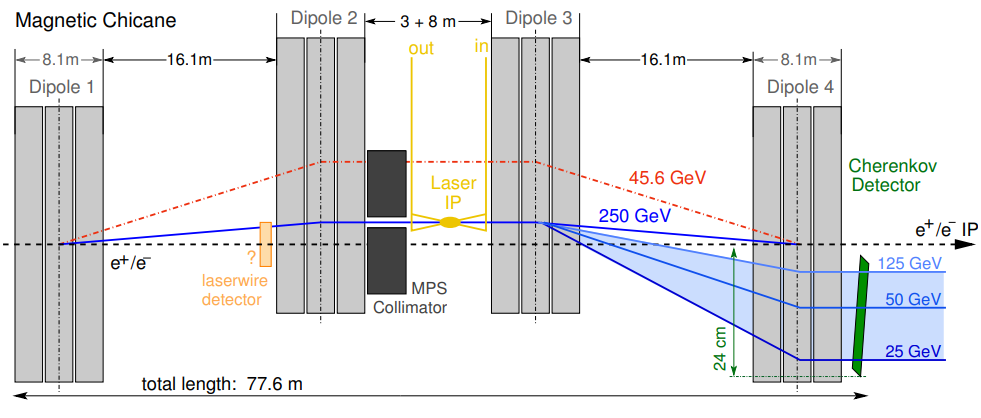 Magnetic Chicane
Dipole 2
3 + 8 m
Dipole 3
out
in
8.1m
16.1m
16.1m
8.1m
Dipole 1
Dipole 4
Cherenkov
Detector
45.6 GeV
Laser
IP
250 GeV
e⁺/e⁻ IP
e⁺/e⁻
?
laserwire
detector
MPS
Collimator
125 GeV
50 GeV
25 GeV
24 cm
total length: 77.6 m